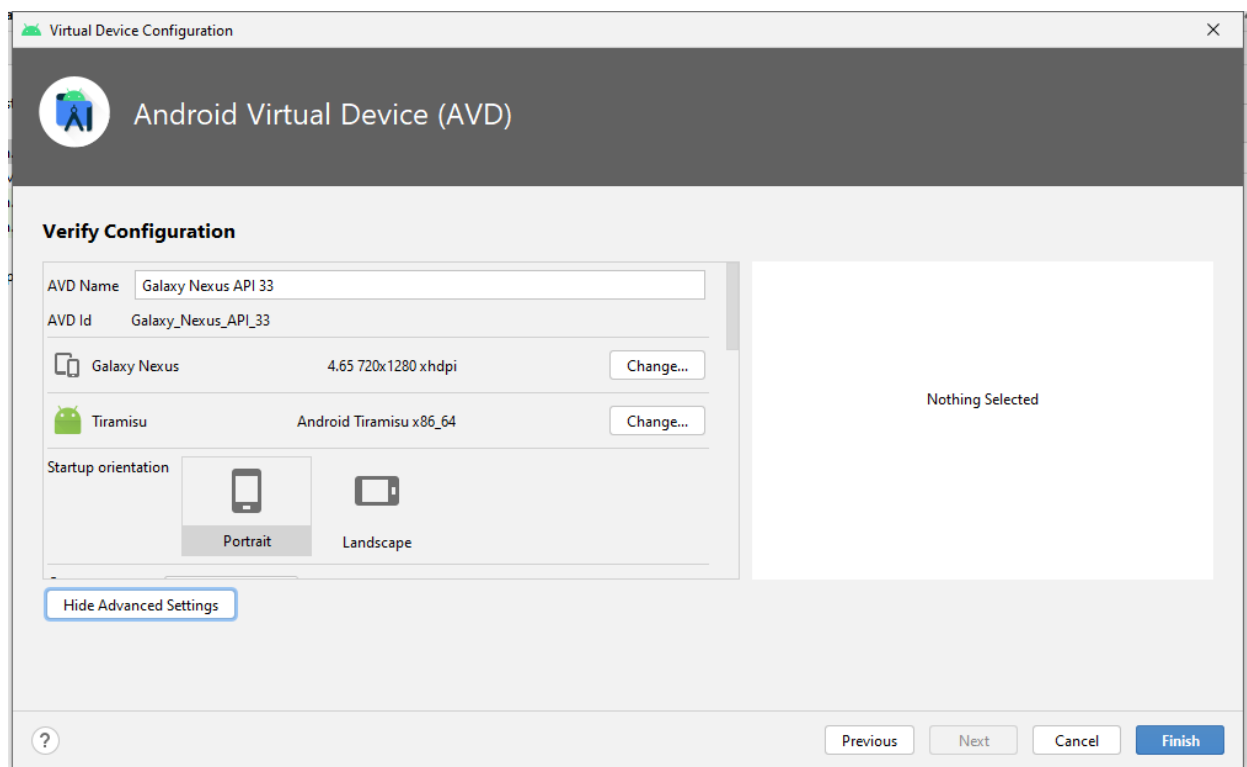 Virtual Device Configuration
Android Virtual Device (AVD)
Verify Configuration
AVD Name Galaxy Nexus API 33
AVD Id Galaxy_Nexus_API_33
Galaxy Nexus 4.65 720x1280 xhdpi Change...
Tiramisu Android Tiramisu x86_64 Change...
Startup orientation
Portrait Landscape
Nothing Selected
Hide Advanced Settings
? Previous Next Cancel Finish